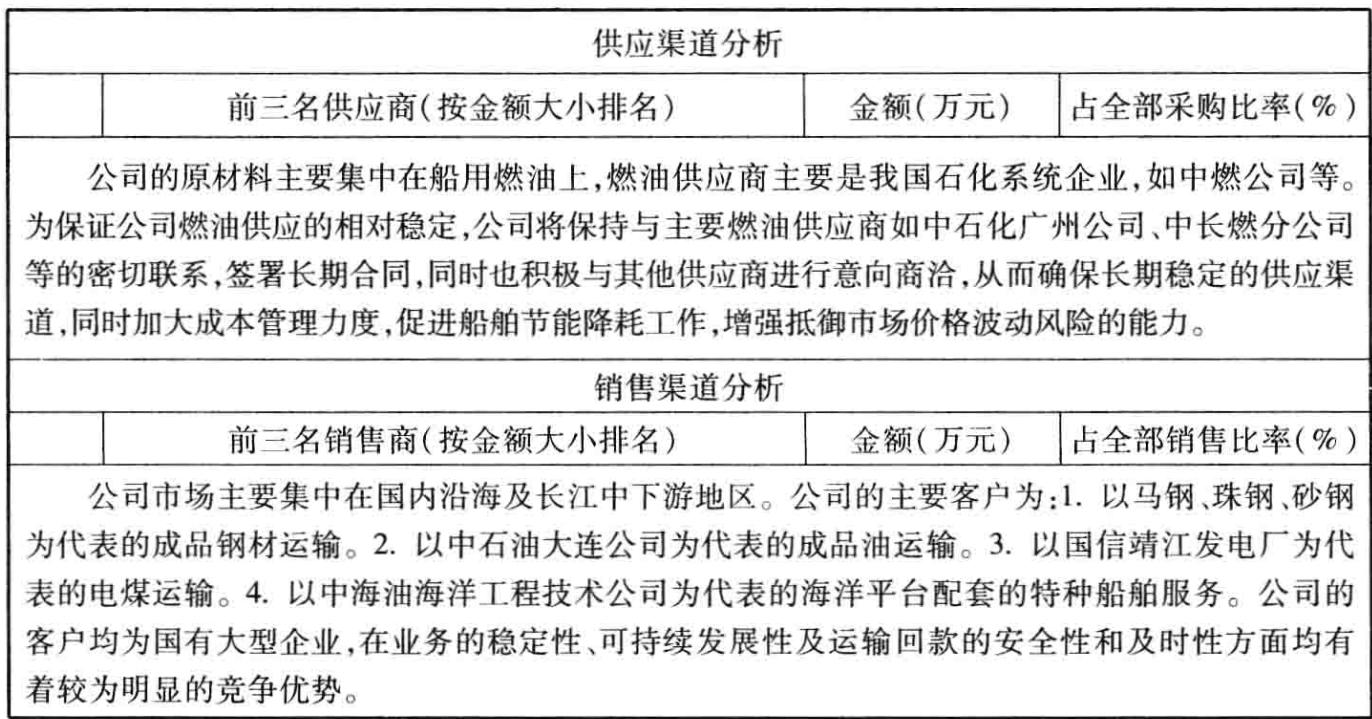 供应渠道分析
前三名供应商(按金额大小排名) 金额(万元) 占全部采购比率(%)
公司的原材料主要集中在船用燃油上,燃油供应商主要是我国石化系统企业,如中燃公司等。
为保证公司燃油供应的相对稳定,公司将保持与主要燃油供应商如中石化广州公司、中长燃分公司
等的密切联系,签署长期合同,同时也积极与其他供应商进行意向商洽,从而确保长期稳定的供应渠
道,同时加大成本管理力度,促进船舶节能降耗工作,增强抵御市场价格波动风险的能力。
销售渠道分析
前三名销售商(按金额大小排名) 金额(万元) 占全部销售比率(%)
公司市场主要集中在国内沿海及长江中下游地区。公司的主要客户为:1. 以马钢、珠钢、砂钢
为代表的成品钢材运输。2. 以中石油大连公司为代表的成品油运输。3. 以国信靖江发电厂为代
表的电煤运输。4. 以中海油海洋工程技术公司为代表的海洋平台配套的特种船舶服务。公司的
客户均为国有大型企业,在业务的稳定性、可持续发展性及运输回款的安全性和及时性方面均有
着较为明显的竞争优势。